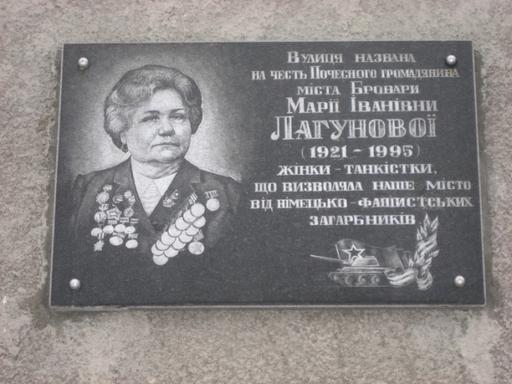 Вулиця названа
на честь Почесного громадянина
міста Бровари
Марії Іванівни
Лагунової
(1921 - 1995)
жінки - танкістки,
що визволяла наше місто
від німецько - фашистських
загарбників